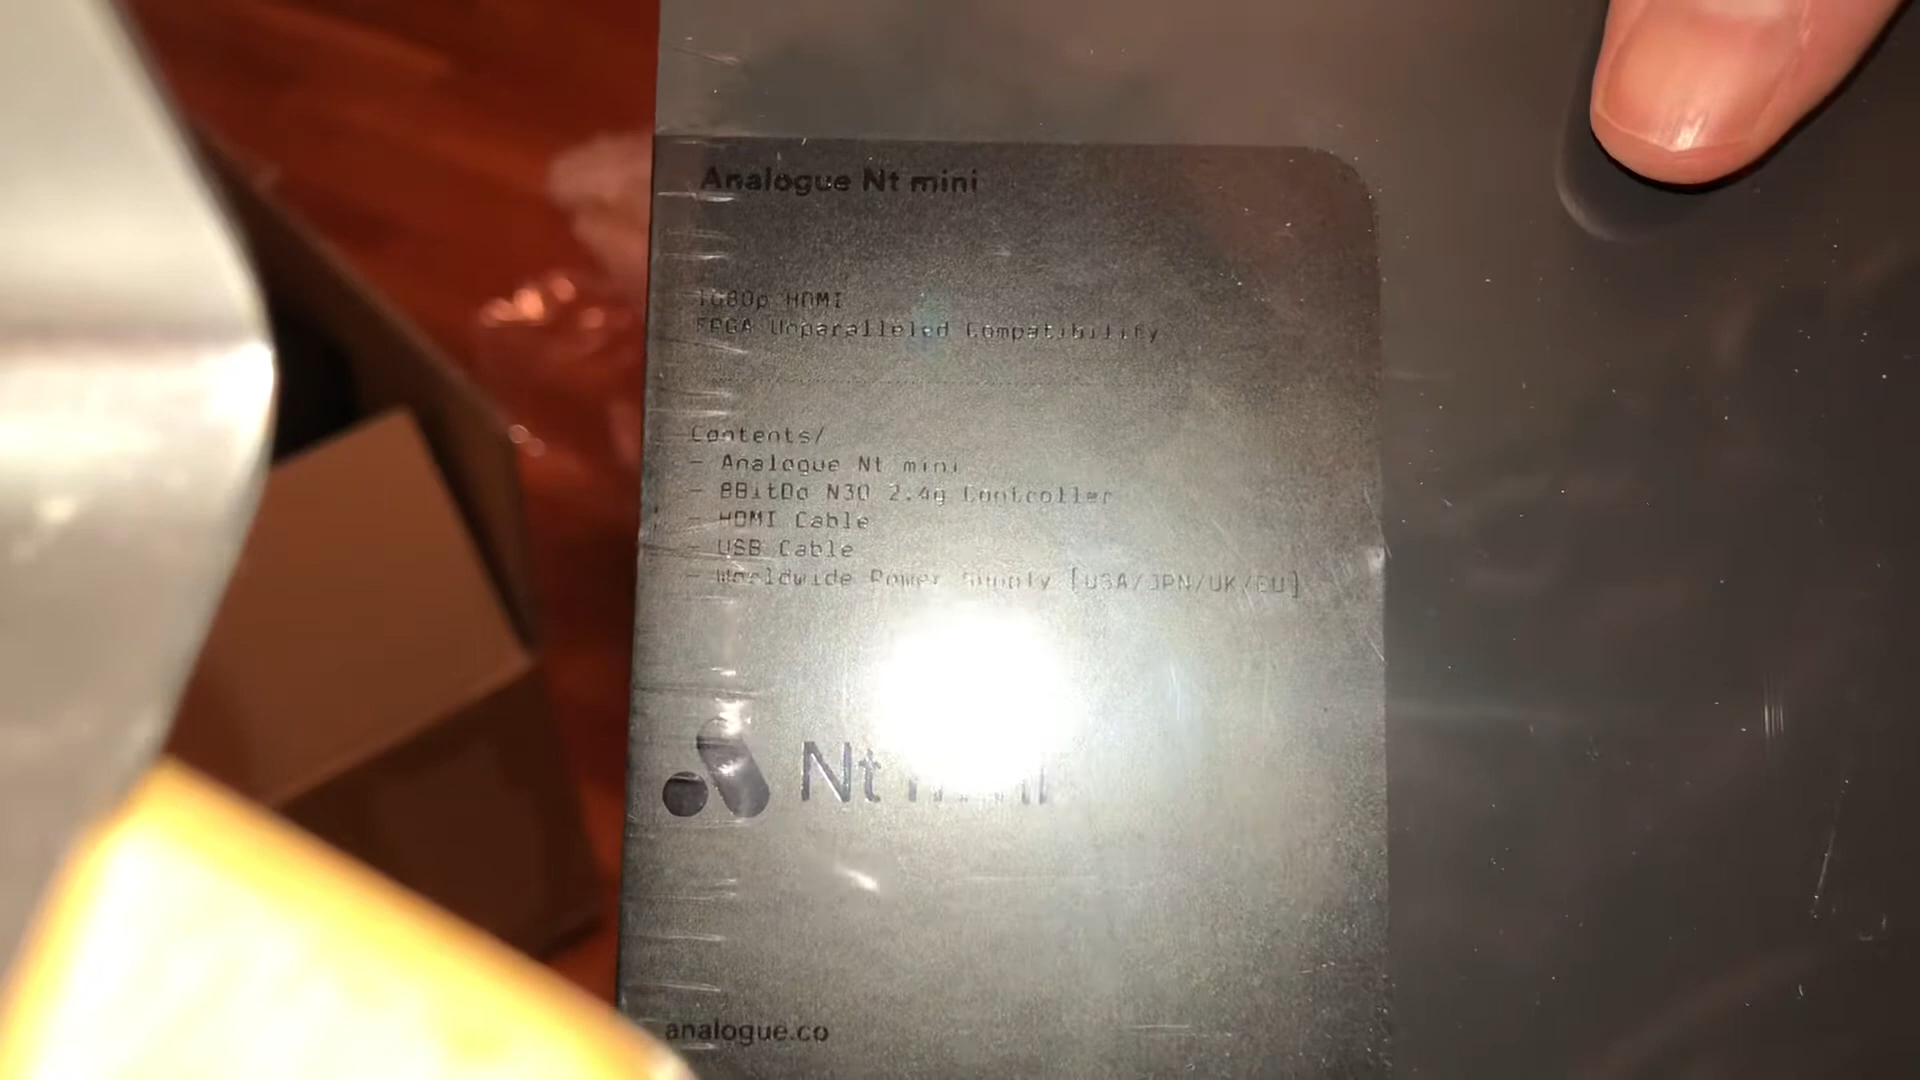 Analogue Nt mini
1080p HDMI
FPGA Unparalleled Compatibility
Contents/
- Analogue Nt mini
- 8BitDo N30 2.4g Controller
- HDMI Cable
- USB Cable
- Worldwide Power Supply [USA/JPN/UK/EU]
Nt mini
analogue.co